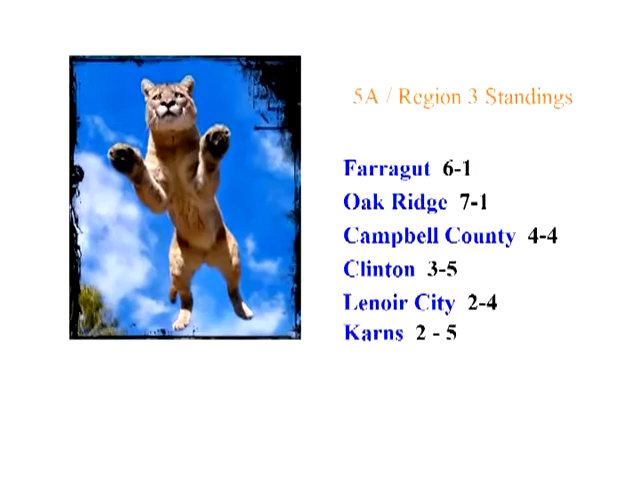 5A / Region 3 Standings
Farragut 6-1
Oak Ridge 7-1
Campbell County 4-4
Clinton 3-5
Lenoir City 2-4
Karns 2 - 5